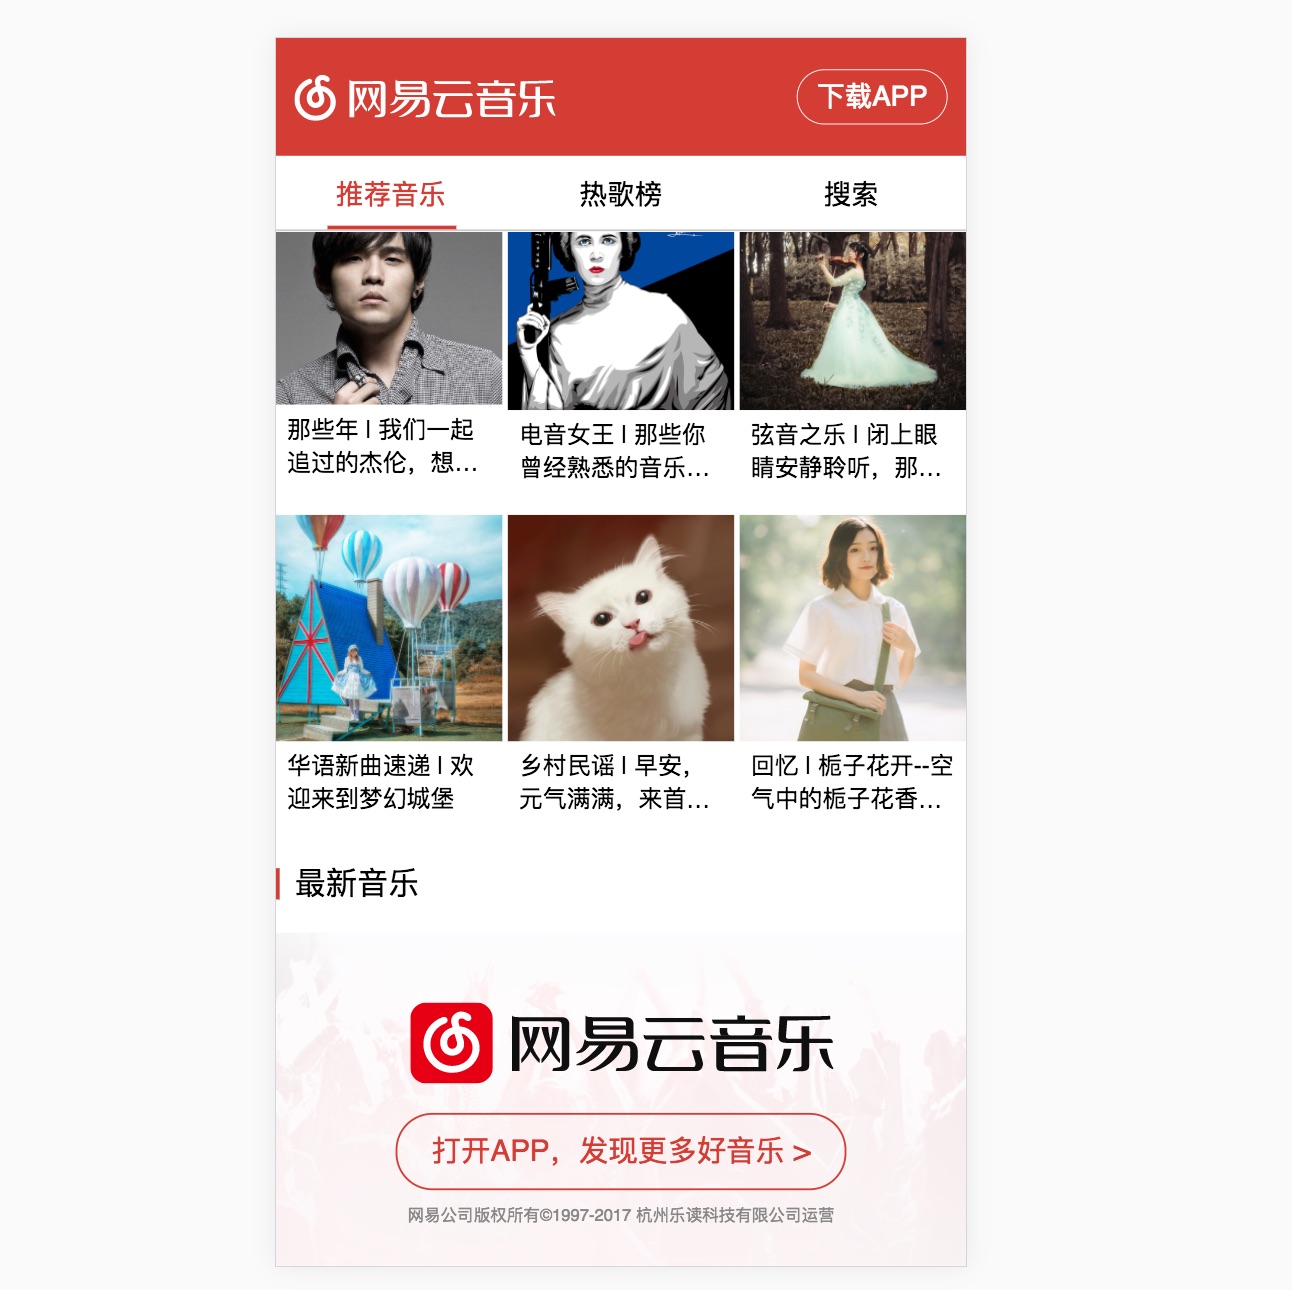 网易云音乐
下载APP
推荐音乐
热歌榜
搜索
那些年 | 我们一起
追过的杰伦，想…
电音女王 | 那些你
曾经熟悉的音乐…
弦音之乐 | 闭上眼
睛安静聆听，那…
华语新曲速递 | 欢
迎来到梦幻城堡
乡村民谣 | 早安，
元气满满，来首…
回忆 | 栀子花开--空
气中的栀子花香…
最新音乐
网易云音乐
打开APP，发现更多好音乐 >
网易公司版权所有©1997-2017 杭州乐读科技有限公司运营